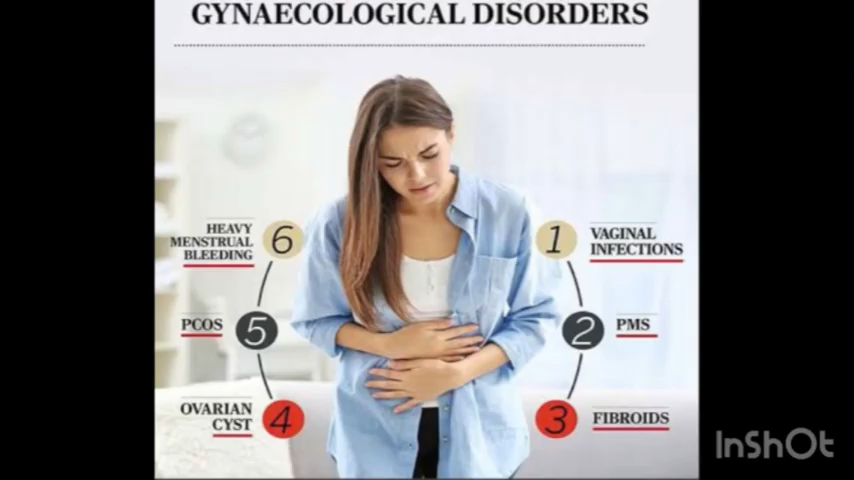 GYNAECOLOGICAL DISORDERS
HEAVY
MENSTRUAL
BLEEDING
6
1
VAGINAL
INFECTIONS
PCOS
5
2
PMS
OVARIAN
CYST
4
3
FIBROIDS
InShOt